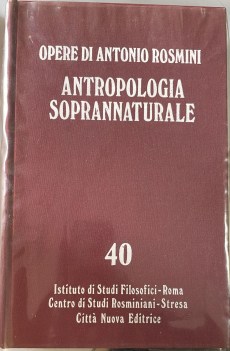 OPERE DI ANTONIO ROSMINI
ANTROPOLOGIA
SOPRANNATURALE
40
Istituto di Studi Filosofici-Roma
Centro di Studi Rosminiani-Stresa
Città Nuova Editrice